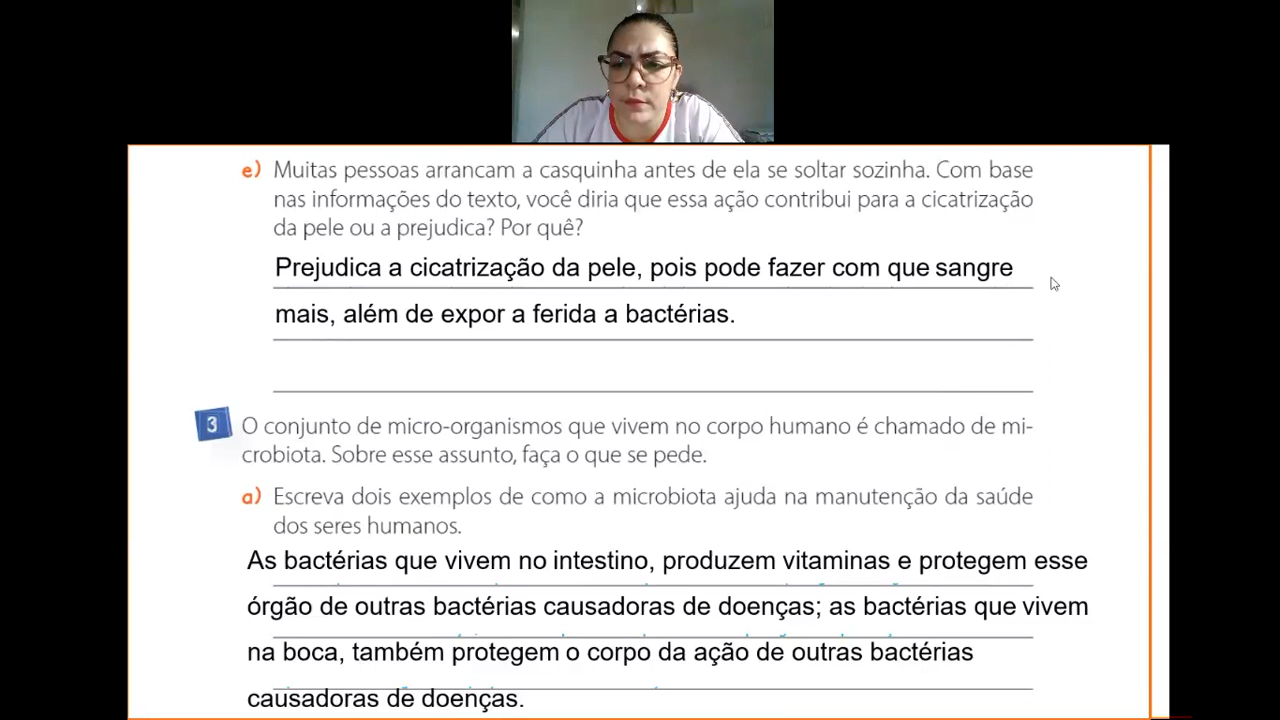 e) Muitas pessoas arrancam a casquinha antes de ela se soltar sozinha. Com base
nas informações do texto, você diria que essa ação contribui para a cicatrização
da pele ou a prejudica? Por quê?
Prejudica a cicatrização da pele, pois pode fazer com que sangre
mais, além de expor a ferida a bactérias.
3 O conjunto de micro-organismos que vivem no corpo humano é chamado de mi-
crobiota. Sobre esse assunto, faça o que se pede.
a) Escreva dois exemplos de como a microbiota ajuda na manutenção da saúde
dos seres humanos.
As bactérias que vivem no intestino, produzem vitaminas e protegem esse
órgão de outras bactérias causadoras de doenças; as bactérias que vivem
na boca, também protegem o corpo da ação de outras bactérias
causadoras de doenças.